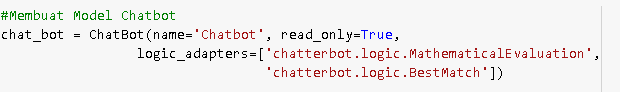 #Membuat Model Chatbot
chat_bot = ChatBot(name='Chatbot', read_only=True,
                  logic_adapters=['chatterbot.logic.MathematicalEvaluation',
                                  'chatterbot.logic.BestMatch'])